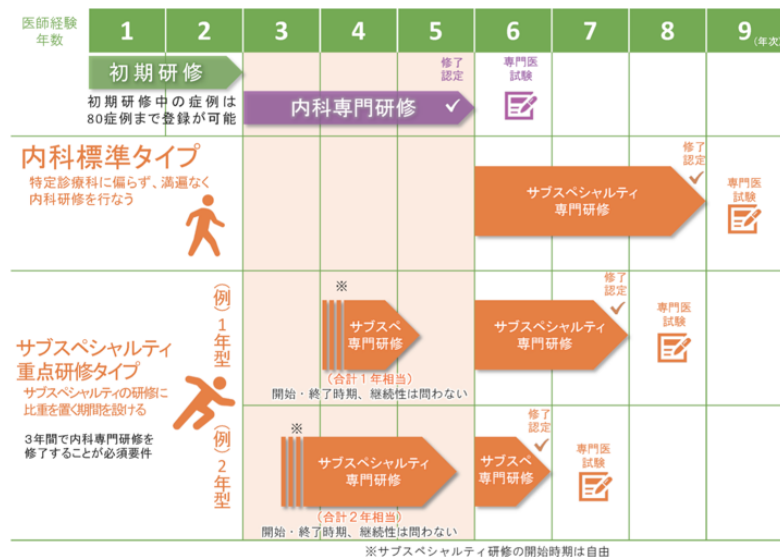 医師経験
年数
1
2
3
4
5
6
7
8
9(年次)
初期研修
初期研修中の症例は
80症例まで登録が可能
内科専門研修
修了
認定
専門医
試験
内科標準タイプ
特定診療科に偏らず、満遍なく
内科研修を行なう
サブスペシャルティ
専門研修
修了
認定
専門医
試験
サブスペシャルティ
重点研修タイプ
サブスペシャルティの研修に
比重を置く期間を設ける
3年間で内科専門研修を
修了することが必須要件
(例)1年型
※
サブスペ
専門研修
(合計1年相当)
開始・終了時期、継続性は問わない
サブスペシャルティ
専門研修
修了
認定
専門医
試験
(例)2年型
※
サブスペシャルティ
専門研修
(合計2年相当)
開始・終了時期、継続性は問わない
サブスペ
専門研修
修了
認定
専門医
試験
※サブスペシャルティ研修の開始時期は自由